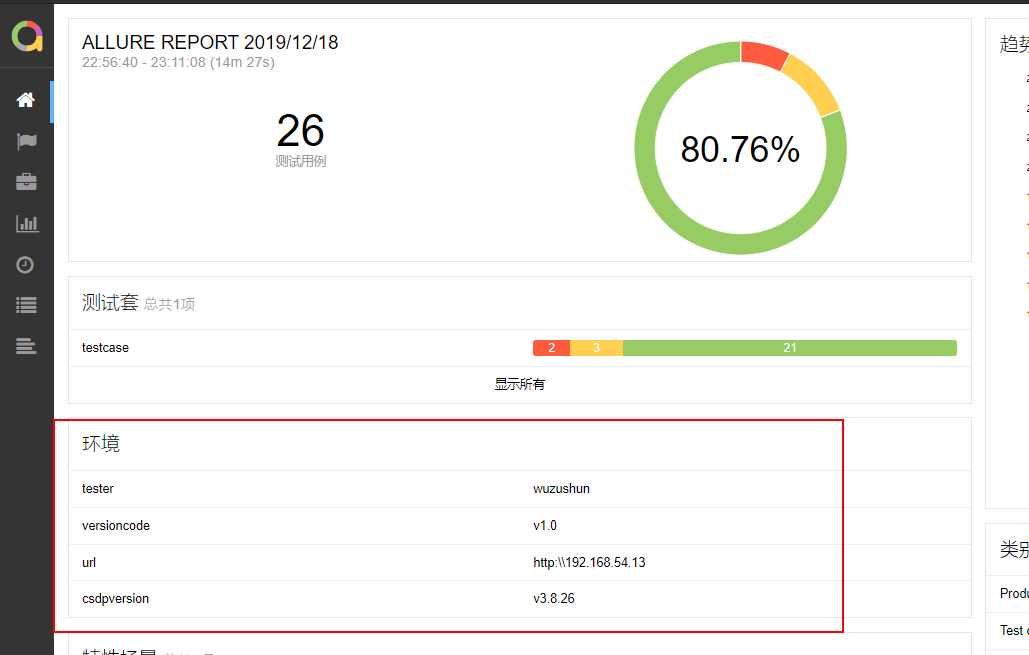 ALLURE REPORT 2019/12/18
22:56:40 - 23:11:08 (14m 27s)
26
测试用例
80.76%
趋势
测试套 总共1项
testcase
2 3 21
显示所有
环境
tester wuzushun
versioncode v1.0
url http:\\192.168.54.13
csdpversion v3.8.26
类别
Produ
Test